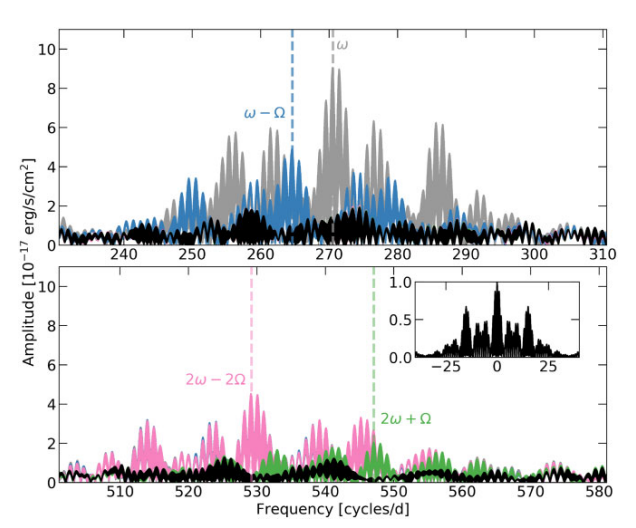 Amplitude [10⁻¹⁷ erg/s/cm²]
10
8
6
4
2
0
ω
ω − Ω
240 250 260 270 280 290 300 310
10
8
6
4
2
0
2ω − 2Ω
2ω + Ω
1.0
0.5
0.0
−25 0 25
510 520 530 540 550 560 570 580
Frequency [cycles/d]